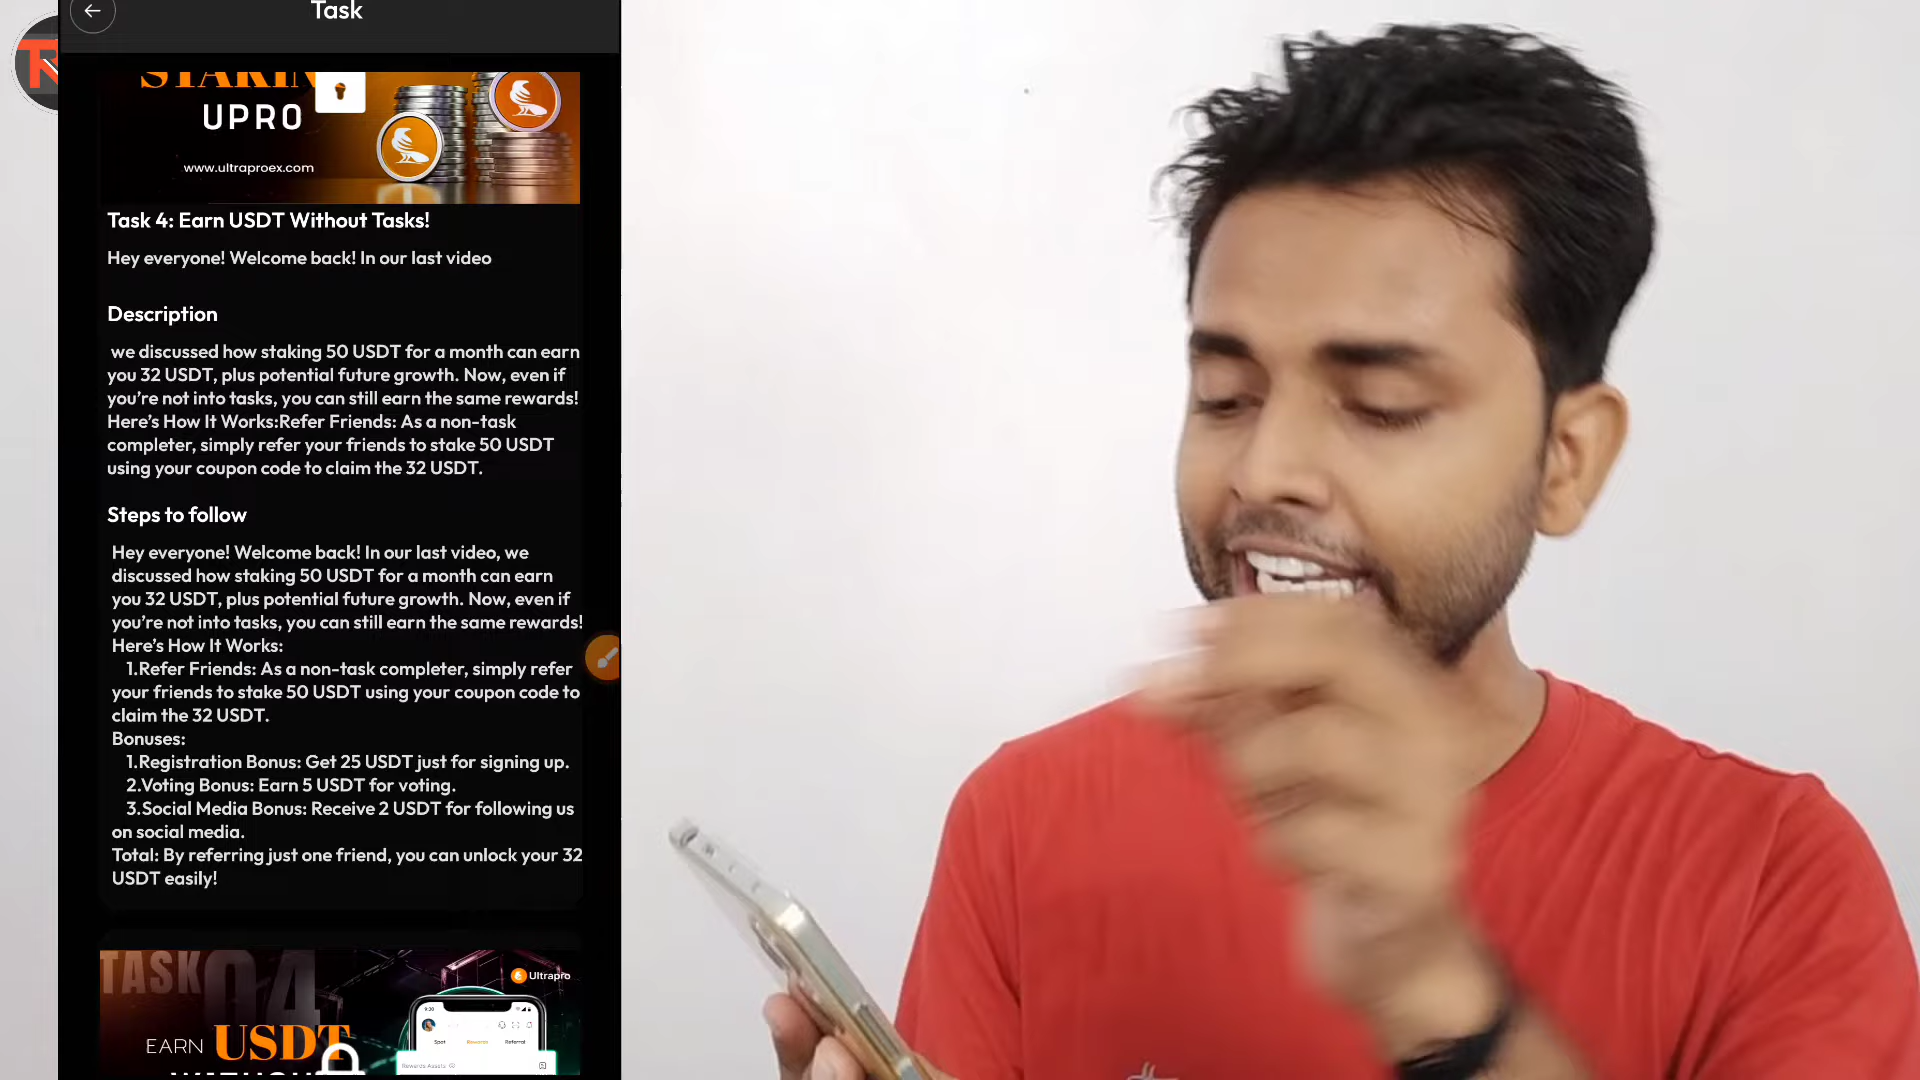 Task
UPRO
www.ultraproex.com
Task 4: Earn USDT Without Tasks!
Hey everyone! Welcome back! In our last video
Description
we discussed how staking 50 USDT for a month can earn
you 32 USDT, plus potential future growth. Now, even if
you're not into tasks, you can still earn the same rewards!
Here's How It Works:Refer Friends: As a non-task
completer, simply refer your friends to stake 50 USDT
using your coupon code to claim the 32 USDT.
Steps to follow
Hey everyone! Welcome back! In our last video, we
discussed how staking 50 USDT for a month can earn
you 32 USDT, plus potential future growth. Now, even if
you're not into tasks, you can still earn the same rewards!
Here's How It Works:
1.Refer Friends: As a non-task completer, simply refer
your friends to stake 50 USDT using your coupon code to
claim the 32 USDT.
Bonuses:
1.Registration Bonus: Get 25 USDT just for signing up.
2.Voting Bonus: Earn 5 USDT for voting.
3.Social Media Bonus: Receive 2 USDT for following us
on social media.
Total: By referring just one friend, you can unlock your 32
USDT easily!
TASK 04
Ultrapro
9:30
Spot Rewards Referral
EARN USDT
Rewards Assets